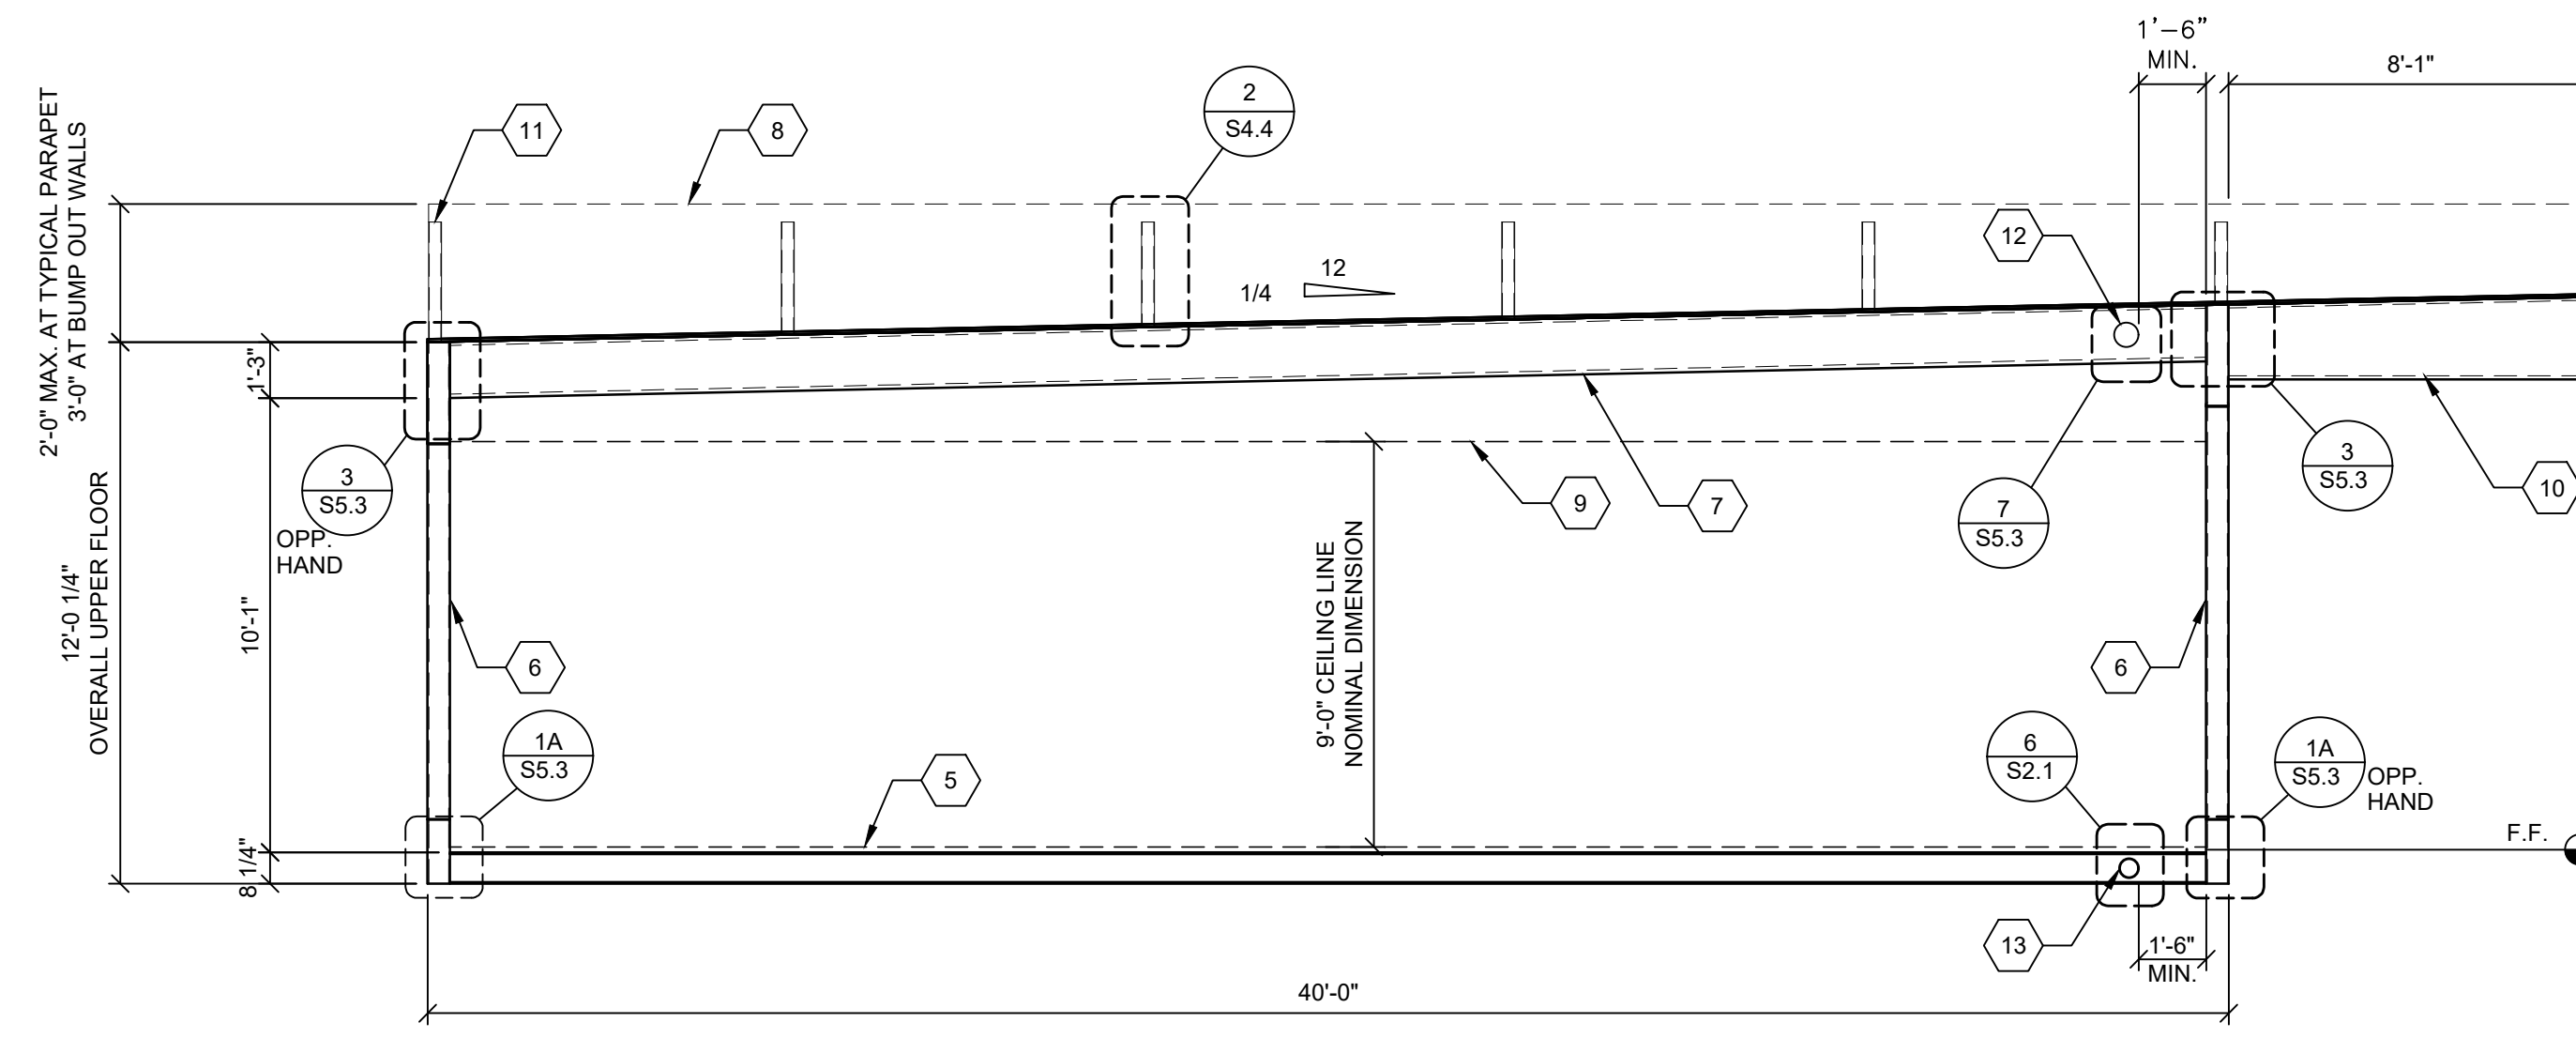 1'-6"
MIN.
8'-1"
2
S4.4
11
8
2'-0" MAX. AT TYPICAL PARAPET
3'-0" AT BUMP OUT WALLS
12
12
1/4
1'-3"
3
S5.3
OPP.
HAND
9
7
7
S5.3
3
S5.3
10
12'-0 1/4"
OVERALL UPPER FLOOR
10'-1"
9'-0" CEILING LINE
NOMINAL DIMENSION
6
6
1A
S5.3
5
6
S2.1
1A
S5.3
OPP.
HAND
F.F.
8 1/4"
13
1'-6"
MIN.
40'-0"